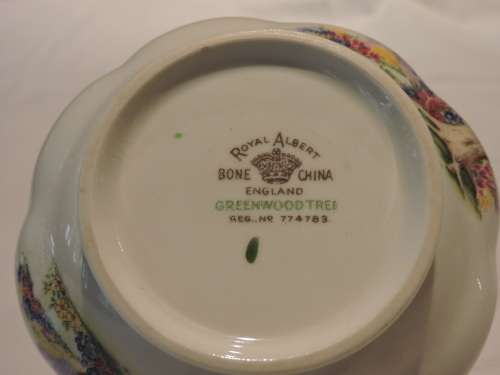 ROYAL ALBERT
BONE CHINA
ENGLAND
GREENWOOD TREE
REG. NO 774783